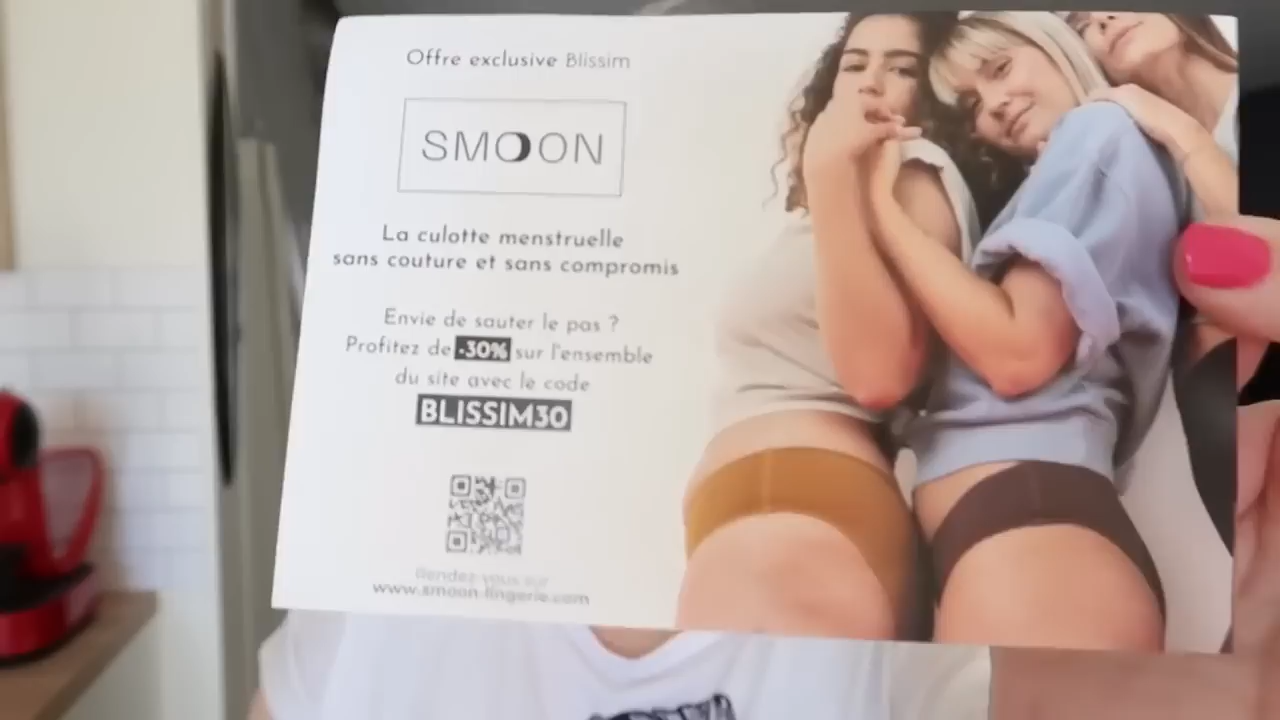 Offre exclusive Blissim
SMOON
La culotte menstruelle
sans couture et sans compromis
Envie de sauter le pas ?
Profitez de -30% sur l'ensemble
du site avec le code
BLISSIM30
Rendez-vous sur
www.smoon-lingerie.com